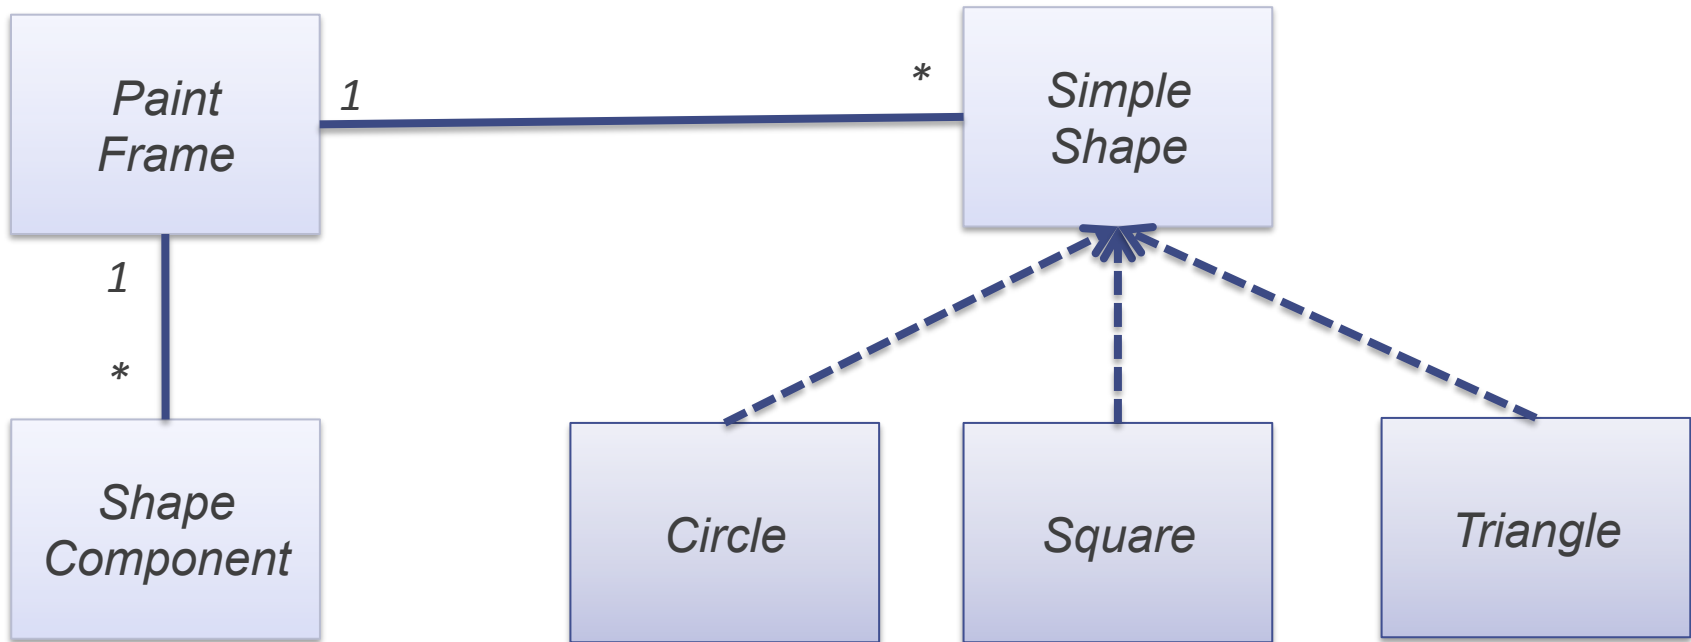 Paint
Frame
1
*
Simple
Shape
1
*
Shape
Component
Circle
Square
Triangle